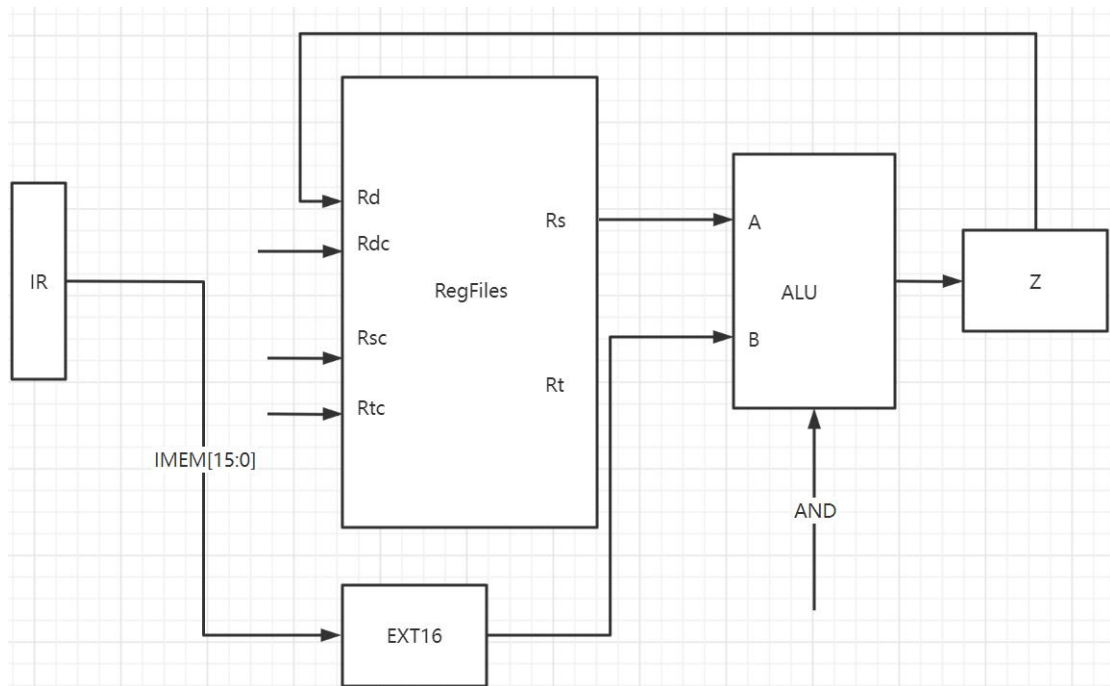 Rd
Rs
A
Rdc
IR
RegFiles
ALU
Z
Rsc
B
Rt
Rtc
IMEM[15:0]
AND
EXT16